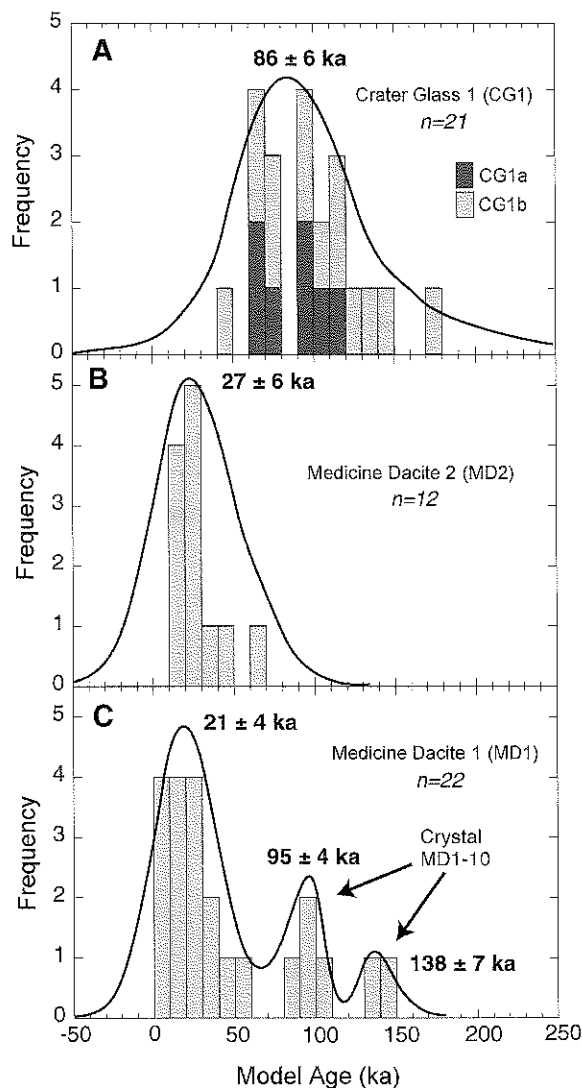 5
A
86 ± 6 ka
4
Crater Glass 1 (CG1)
n=21
3
CG1a
CG1b
Frequency
2
1
0
B
5
27 ± 6 ka
4
Medicine Dacite 2 (MD2)
n=12
3
Frequency
2
1
0
C
5
21 ± 4 ka
Medicine Dacite 1 (MD1)
n=22
4
3
Crystal
MD1-10
95 ± 4 ka
Frequency
2
1
138 ± 7 ka
0
-50 0 50 100 150 200 250
Model Age (ka)